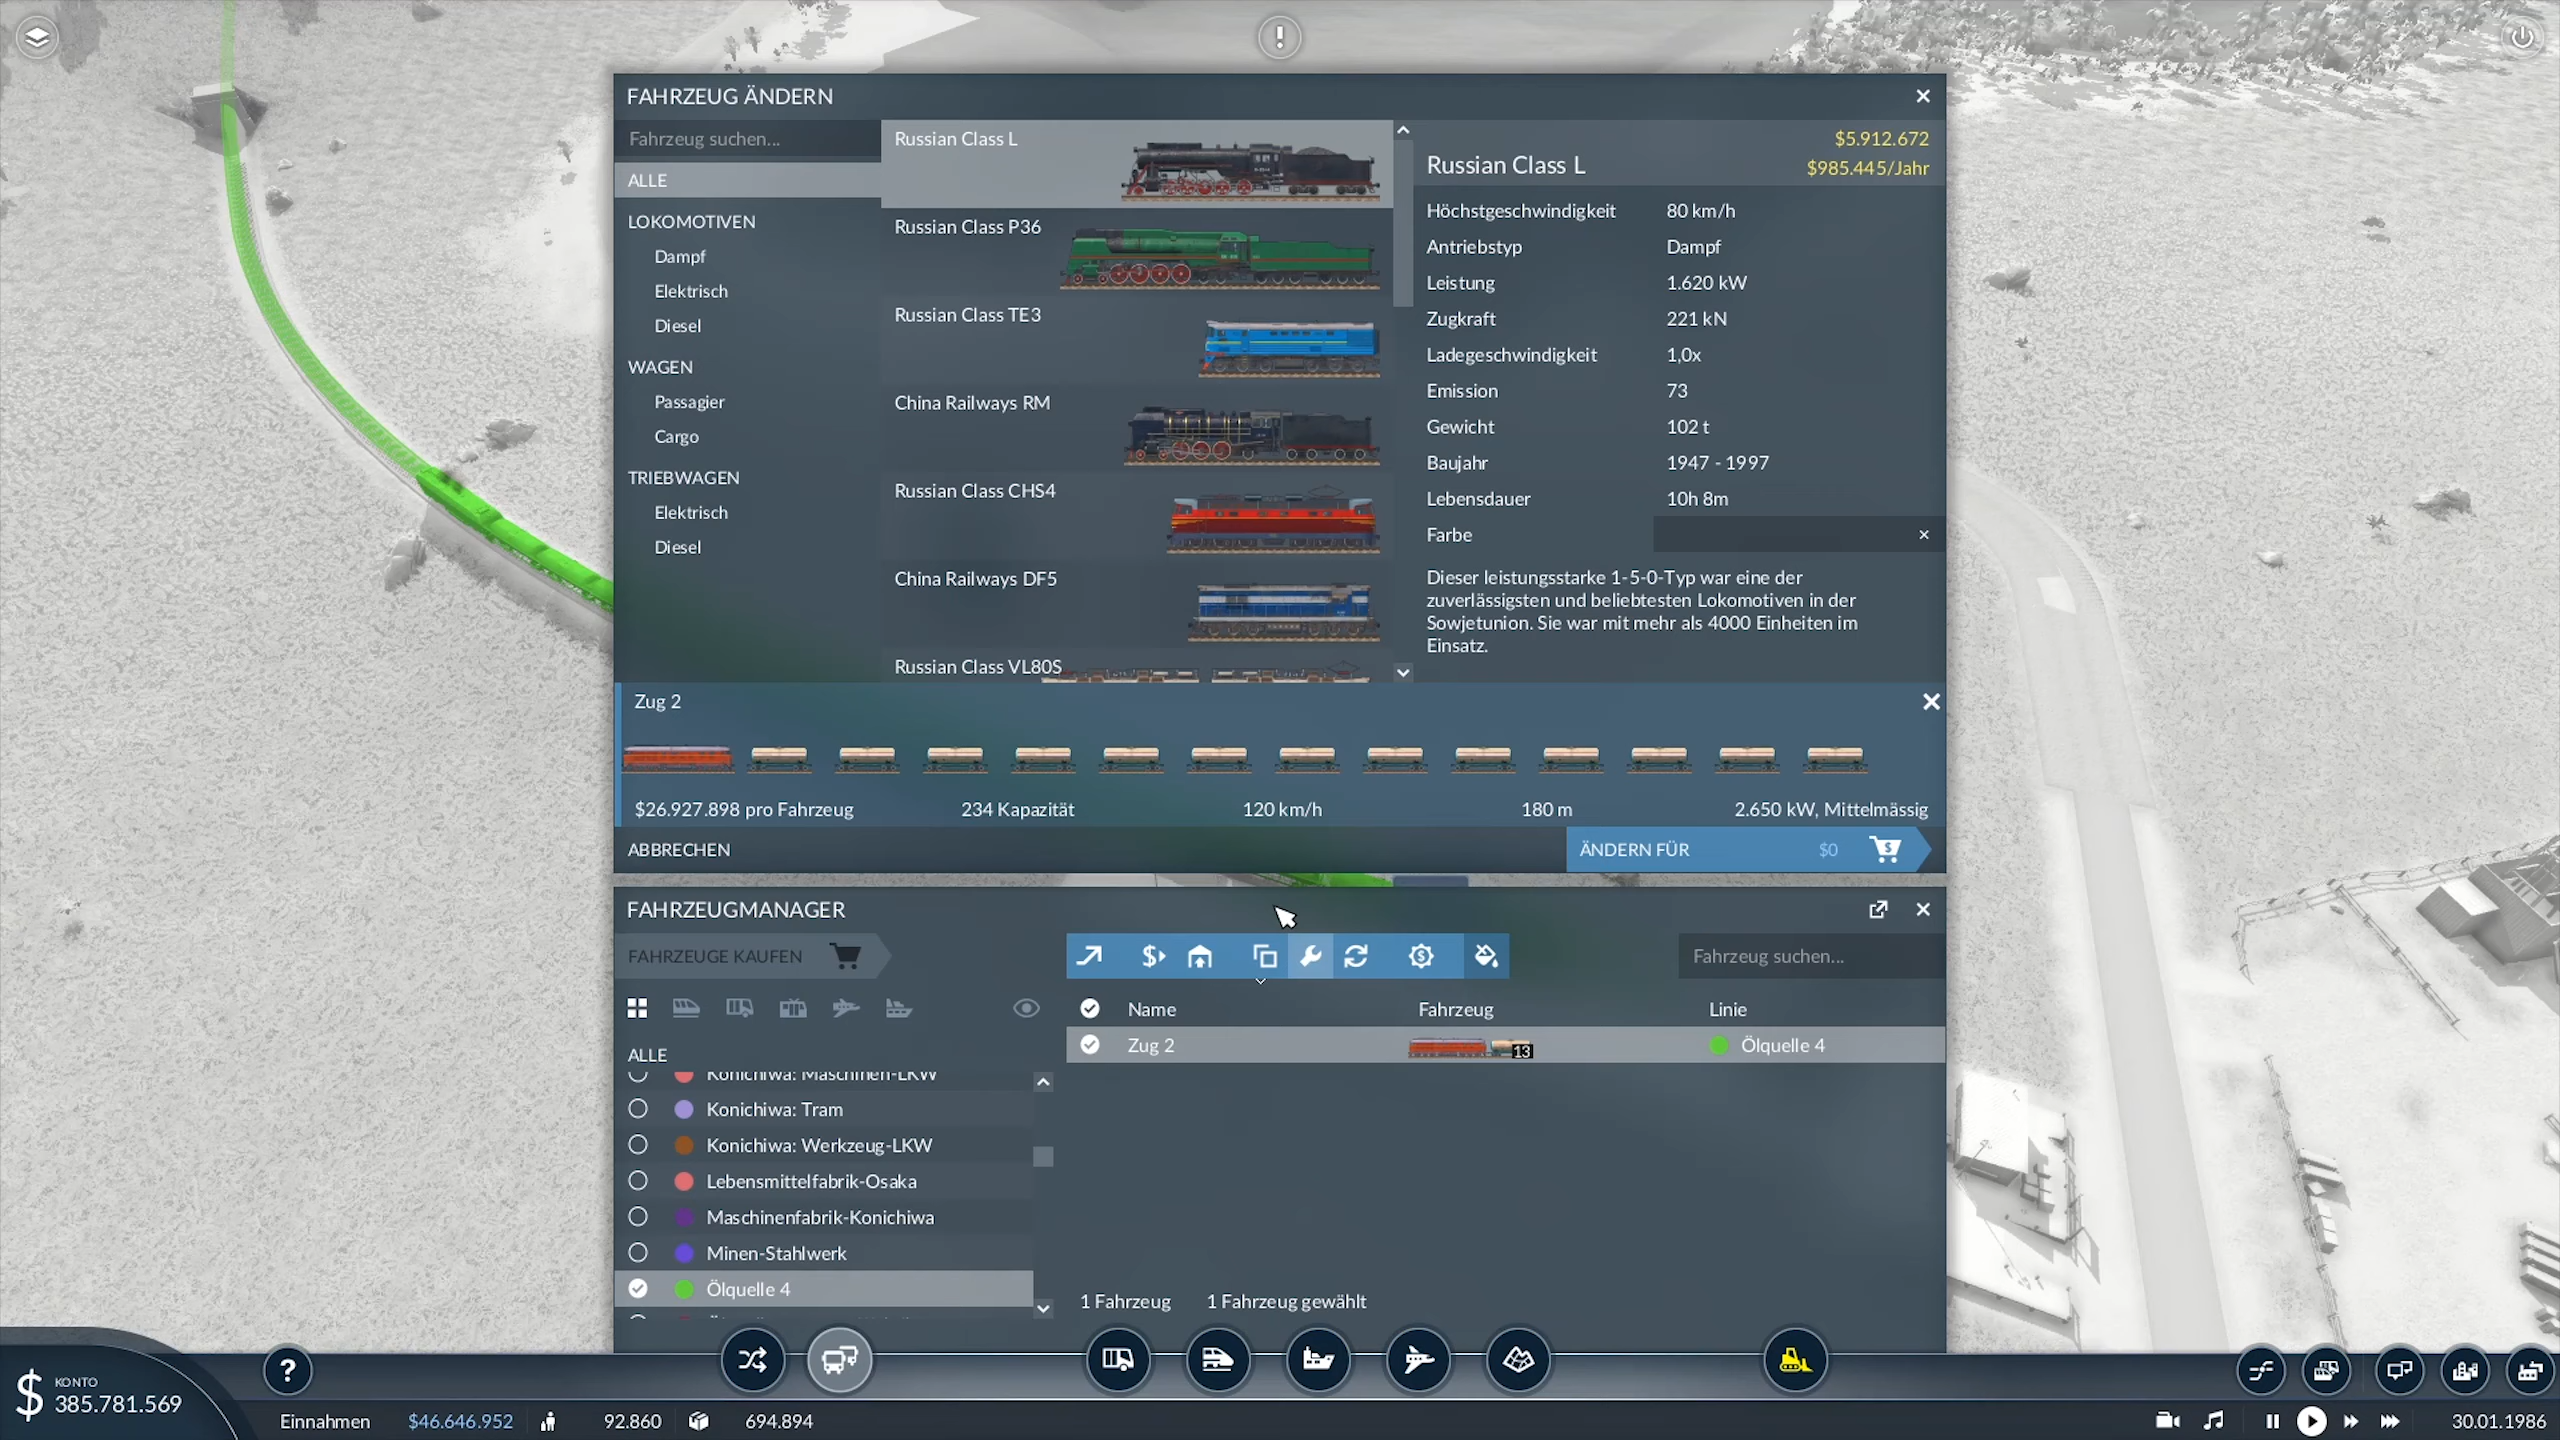 FAHRZEUG ÄNDERN
Fahrzeug suchen...
ALLE
LOKOMOTIVEN
Dampf
Elektrisch
Diesel
WAGEN
Passagier
Cargo
TRIEBWAGEN
Elektrisch
Diesel
Russian Class L
Russian Class P36
Russian Class TE3
China Railways RM
Russian Class CHS4
China Railways DF5
Russian Class VL80S
$5.912.672
Russian Class L
$985.445/Jahr
Höchstgeschwindigkeit 80 km/h
Antriebstyp Dampf
Leistung 1.620 kW
Zugkraft 221 kN
Ladegeschwindigkeit 1,0x
Emission 73
Gewicht 102 t
Baujahr 1947 - 1997
Lebensdauer 10h 8m
Farbe
Dieser leistungsstarke 1-5-0-Typ war eine der
zuverlässigsten und beliebtesten Lokomotiven in der
Sowjetunion. Sie war mit mehr als 4000 Einheiten im
Einsatz.
Zug 2
$26.927.898 pro Fahrzeug 234 Kapazität 120 km/h 180 m 2.650 kW, Mittelmässig
ABBRECHEN
ÄNDERN FÜR $0
FAHRZEUGMANAGER
FAHRZEUGE KAUFEN
Fahrzeug suchen...
ALLE
Konichiwa: Maschinen-LKW
Konichiwa: Tram
Konichiwa: Werkzeug-LKW
Lebensmittelfabrik-Osaka
Maschinenfabrik-Konichiwa
Minen-Stahlwerk
Ölquelle 4
Name Fahrzeug Linie
Zug 2 13 Ölquelle 4
1 Fahrzeug 1 Fahrzeug gewählt
KONTO
385.781.569
Einnahmen $46.646.952 92.860 694.894
30.01.1986